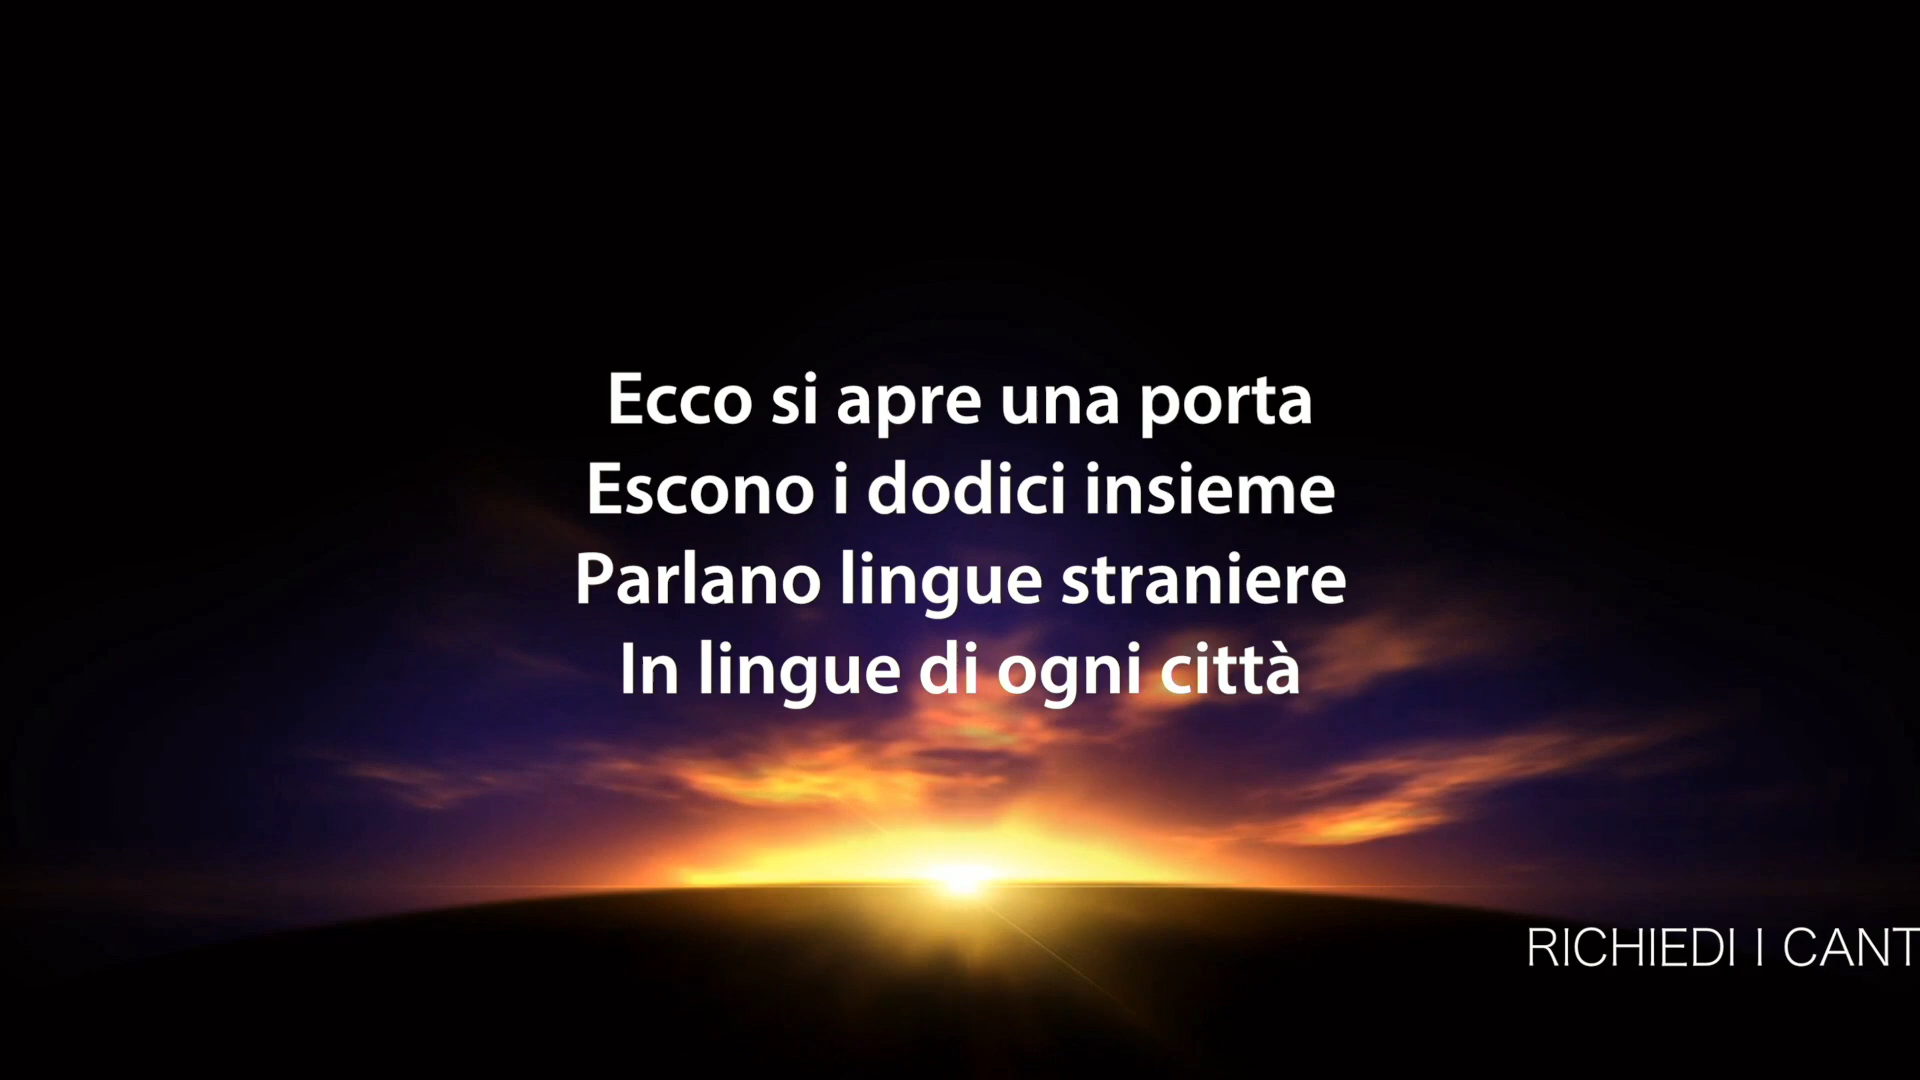 Ecco si apre una porta
Escono i dodici insieme
Parlano lingue straniere
In lingue di ogni città
RICHIEDI I CANT